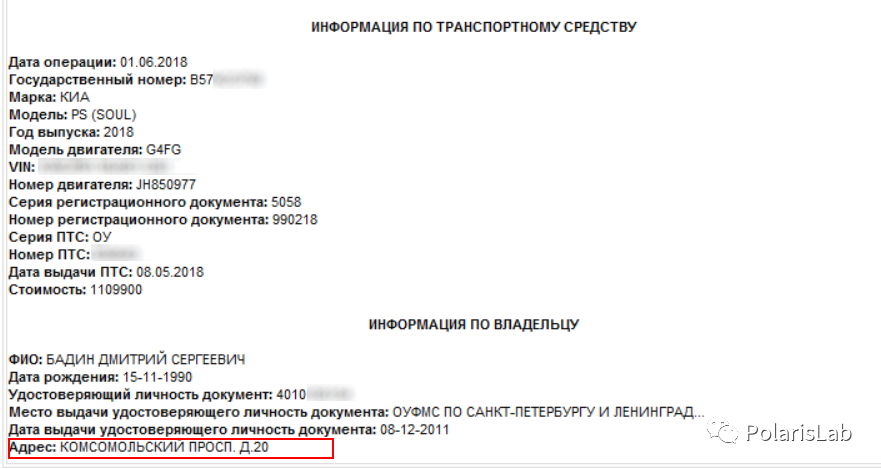 ИНФОРМАЦИЯ ПО ТРАНСПОРТНОМУ СРЕДСТВУ
Дата операции: 01.06.2018
Государственный номер: В57
Марка: КИА
Модель: PS (SOUL)
Год выпуска: 2018
Модель двигателя: G4FG
VIN:
Номер двигателя: JH850977
Серия регистрационного документа: 5058
Номер регистрационного документа: 990218
Серия ПТС: ОУ
Номер ПТС:
Дата выдачи ПТС: 08.05.2018
Стоимость: 1109900
ИНФОРМАЦИЯ ПО ВЛАДЕЛЬЦУ
ФИО: БАДИН ДМИТРИЙ СЕРГЕЕВИЧ
Дата рождения: 15-11-1990
Удостоверяющий личность документ: 4010
Место выдачи удостоверяющего личность документа: ОУФМС ПО САНКТ-ПЕТЕРБУРГУ И ЛЕНИНГРАД...
Дата выдачи удостоверяющего личность документа: 08-12-2011
Адрес: КОМСОМОЛЬСКИЙ ПРОСП. Д.20
PolarisLab